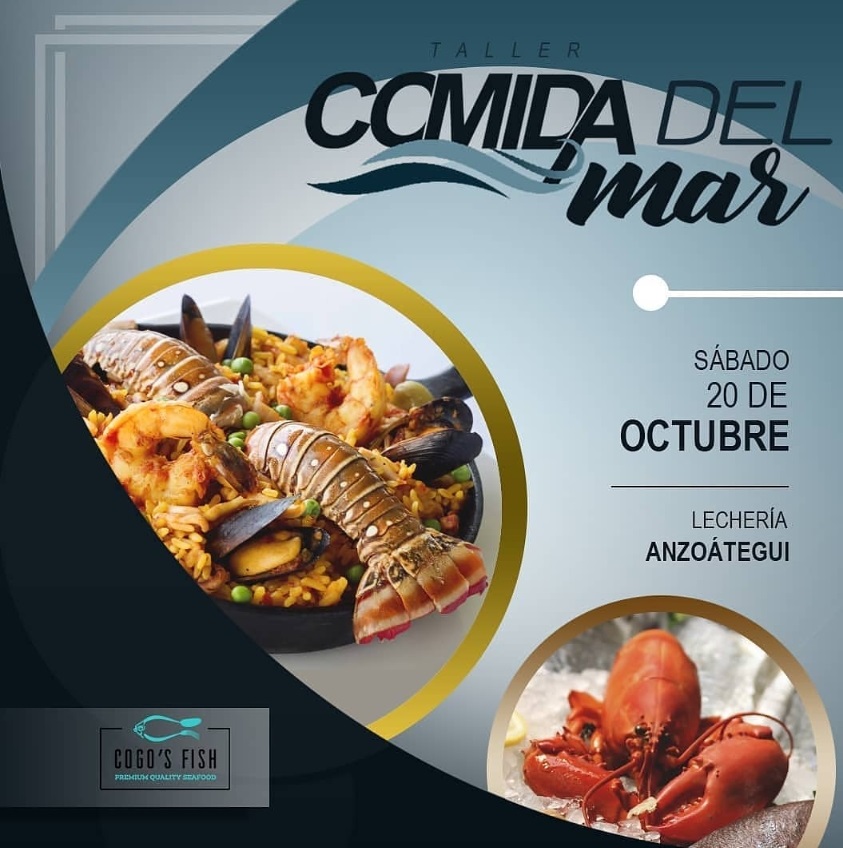 TALLER
COMIDA DEL
mar
SÁBADO
20 DE
OCTUBRE
LECHERÍA
ANZOÁTEGUI
COGO'S FISH
PREMIUM QUALITY SEAFOOD